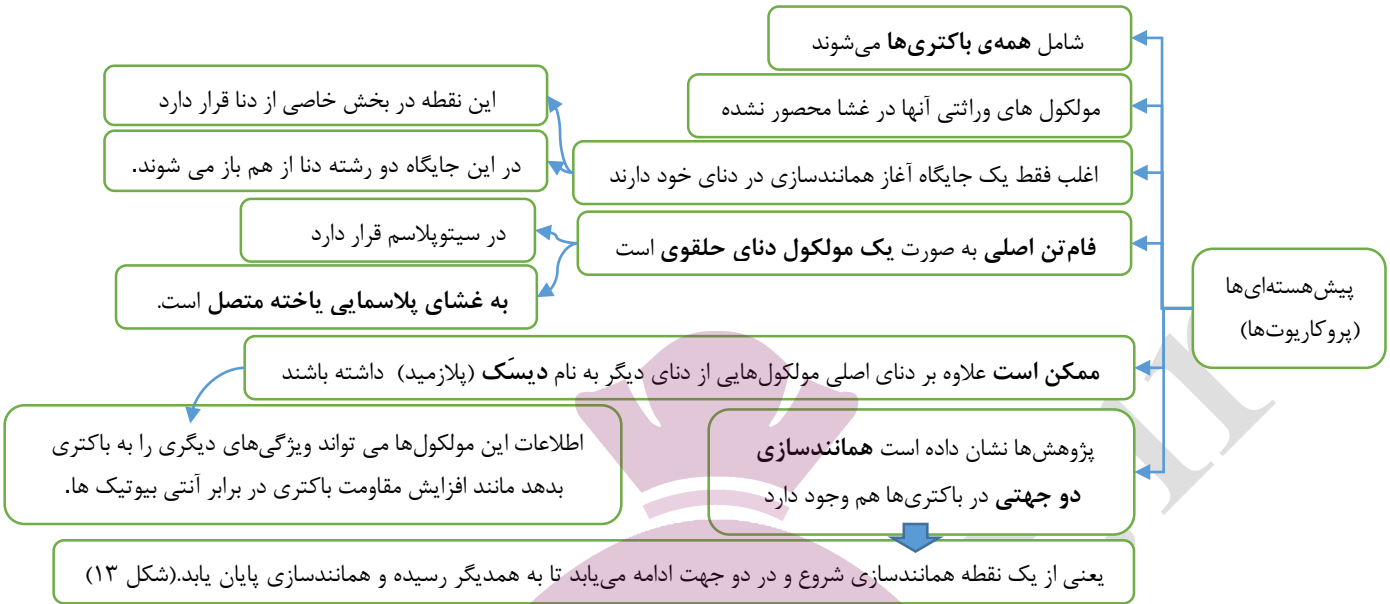 پیش‌هسته‌ای‌ها
(پروکاریوت‌ها)
شامل همه‌ی باکتری‌ها می‌شوند
مولکول های وراثتی آنها در غشا محصور نشده
اغلب فقط یک جایگاه آغاز همانندسازی در دنای خود دارند
این نقطه در بخش خاصی از دنا قرار دارد
در این جایگاه دو رشته دنا از هم باز می شوند.
فام‌تن اصلی به صورت یک مولکول دنای حلقوی است
در سیتوپلاسم قرار دارد
به غشای پلاسمایی یاخته متصل است.
ممکن است علاوه بر دنای اصلی مولکول‌هایی از دنای دیگر به نام دیسَک (پلازمید) داشته باشند
اطلاعات این مولکول‌ها می تواند ویژگی‌های دیگری را به باکتری
بدهد مانند افزایش مقاومت باکتری در برابر آنتی بیوتیک ها.
پژوهش‌ها نشان داده است همانندسازی
دو جهتی در باکتری‌ها هم وجود دارد
یعنی از یک نقطه همانندسازی شروع و در دو جهت ادامه می‌یابد تا به همدیگر رسیده و همانندسازی پایان یابد.(شکل ۱۳)